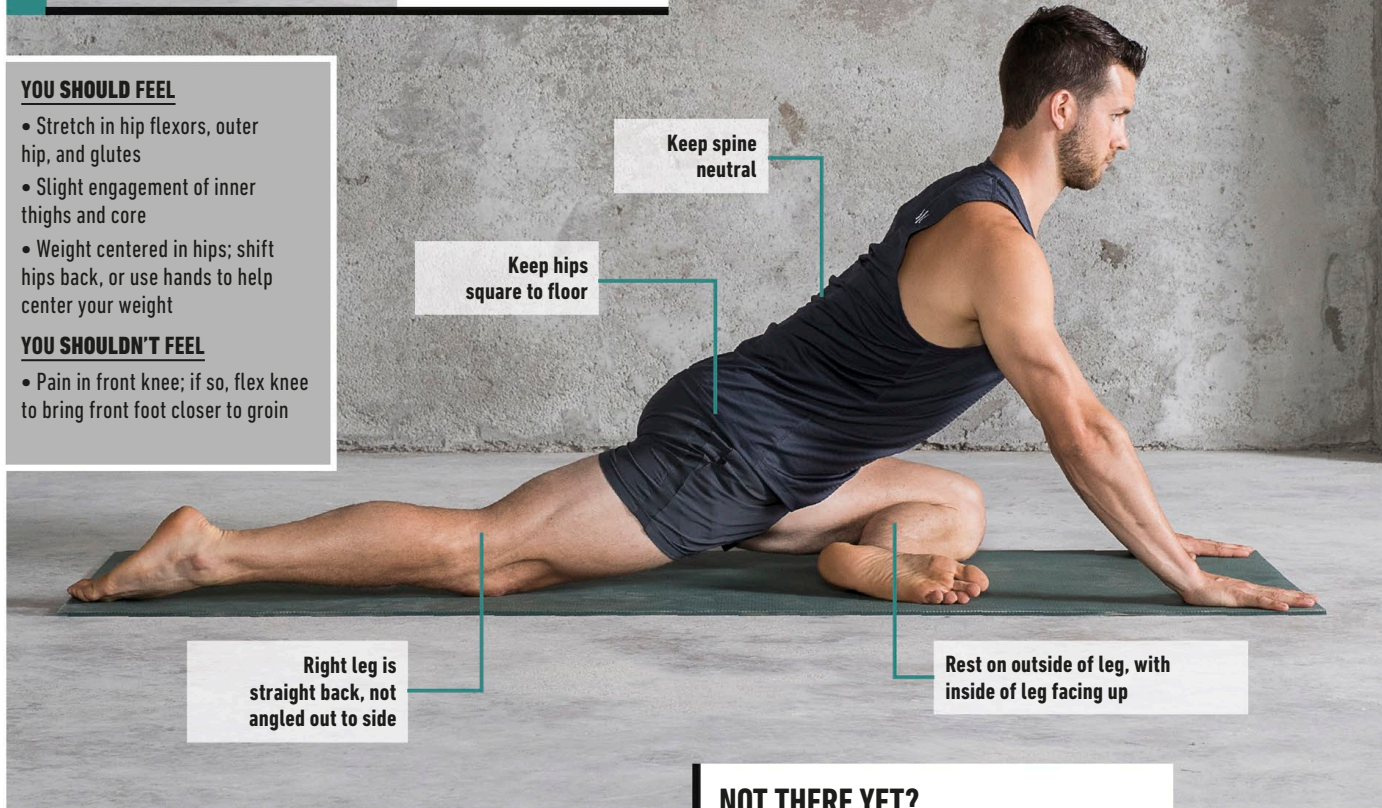 YOU SHOULD FEEL
• Stretch in hip flexors, outer
hip, and glutes
• Slight engagement of inner
thighs and core
• Weight centered in hips; shift
hips back, or use hands to help
center your weight
YOU SHOULDN'T FEEL
• Pain in front knee; if so, flex knee
to bring front foot closer to groin
Keep spine
neutral
Keep hips
square to floor
Right leg is
straight back, not
angled out to side
Rest on outside of leg, with
inside of leg facing up
NOT THERE YET?